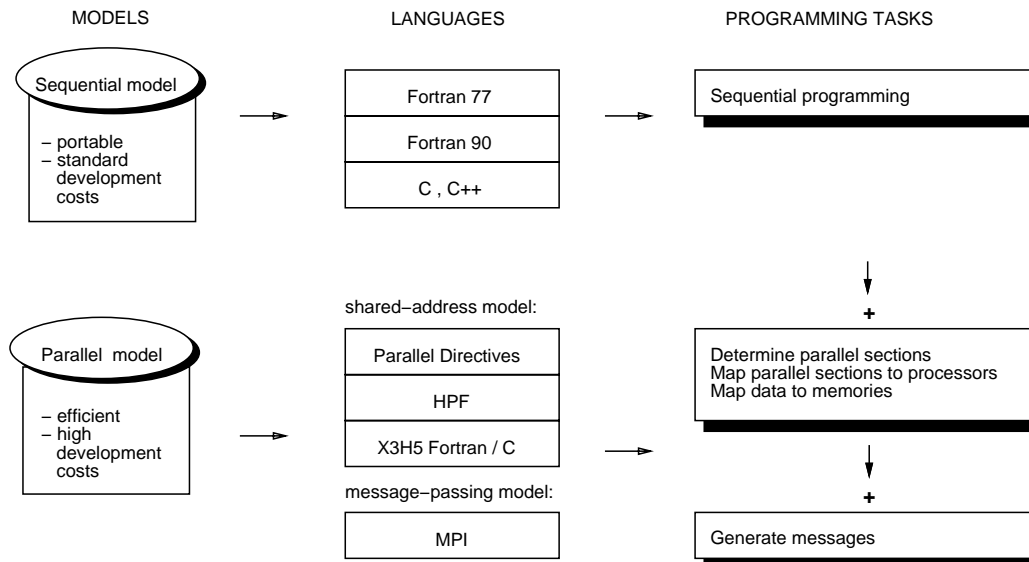 MODELS
LANGUAGES
PROGRAMMING TASKS
Sequential model
– portable
– standard
development
costs
Fortran 77
Fortran 90
C , C++
Sequential programming
+
Parallel model
– efficient
– high
development
costs
shared–address model:
Parallel Directives
HPF
X3H5 Fortran / C
message–passing model:
MPI
Determine parallel sections
Map parallel sections to processors
Map data to memories
+
Generate messages